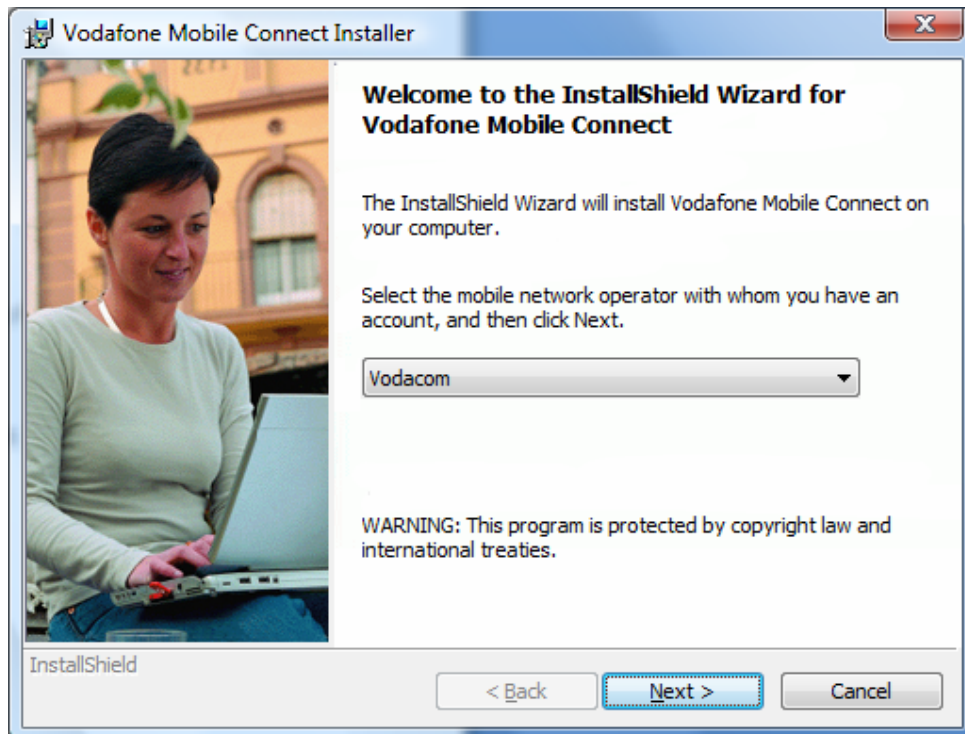 Vodafone Mobile Connect Installer
Welcome to the InstallShield Wizard for
Vodafone Mobile Connect
The InstallShield Wizard will install Vodafone Mobile Connect on
your computer.
Select the mobile network operator with whom you have an
account, and then click Next.
Vodacom
WARNING: This program is protected by copyright law and
international treaties.
InstallShield
< Back
Next >
Cancel